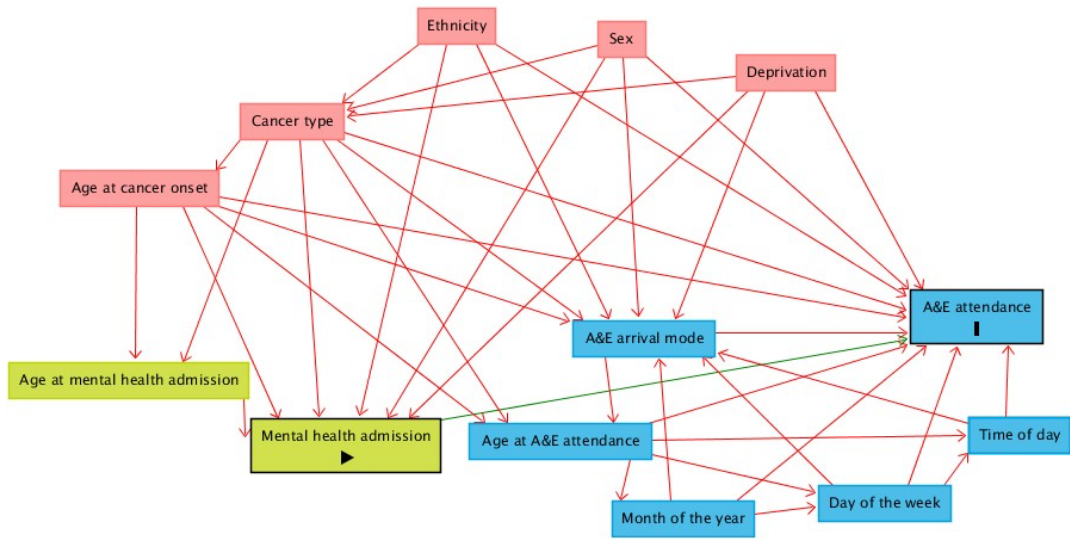 Ethnicity
Sex
Deprivation
Cancer type
Age at cancer onset
A&E attendance
A&E arrival mode
Age at mental health admission
Mental health admission
Age at A&E attendance
Time of day
Day of the week
Month of the year